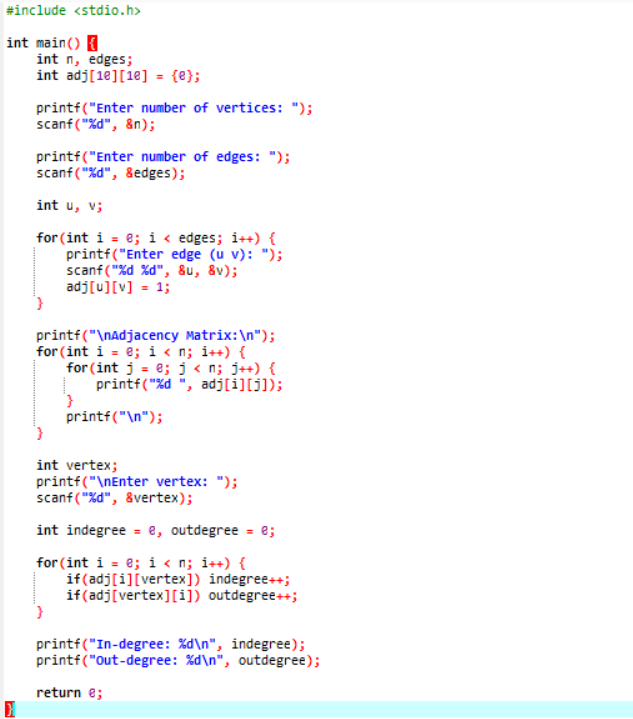 #include <stdio.h>

int main() {
    int n, edges;
    int adj[10][10] = {0};

    printf("Enter number of vertices: ");
    scanf("%d", &n);

    printf("Enter number of edges: ");
    scanf("%d", &edges);

    int u, v;

    for(int i = 0; i < edges; i++) {
        printf("Enter edge (u v): ");
        scanf("%d %d", &u, &v);
        adj[u][v] = 1;
    }

    printf("\nAdjacency Matrix:\n");
    for(int i = 0; i < n; i++) {
        for(int j = 0; j < n; j++) {
            printf("%d ", adj[i][j]);
        }
        printf("\n");
    }

    int vertex;
    printf("\nEnter vertex: ");
    scanf("%d", &vertex);

    int indegree = 0, outdegree = 0;

    for(int i = 0; i < n; i++) {
        if(adj[i][vertex]) indegree++;
        if(adj[vertex][i]) outdegree++;
    }

    printf("In-degree: %d\n", indegree);
    printf("Out-degree: %d\n", outdegree);

    return 0;
}